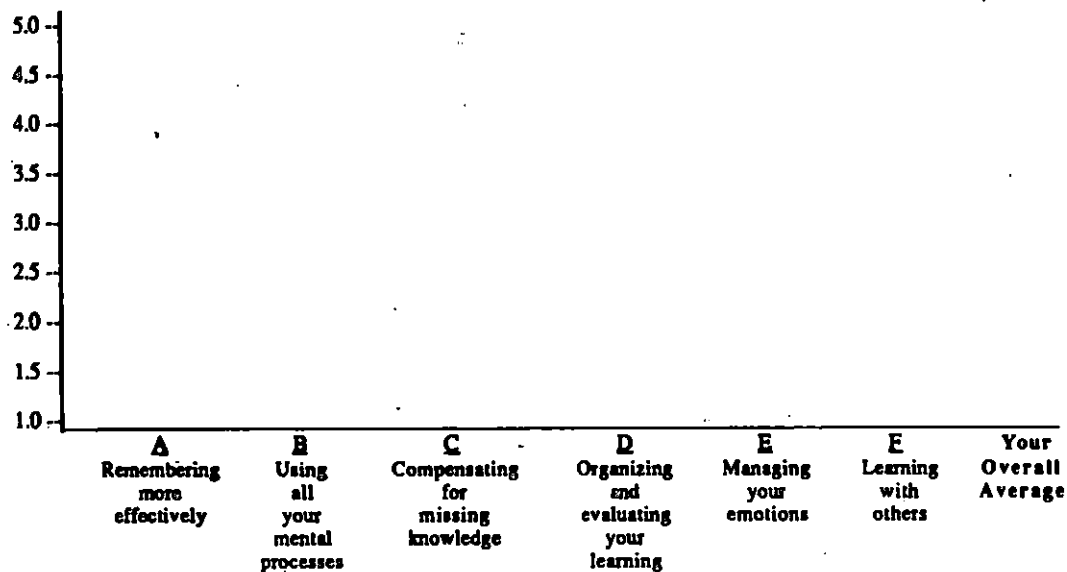 5.0
4.5
4.0
3.5
3.0
2.5
2.0
1.5
1.0
A B C D E F Your
Remembering Using Compensating Organizing Managing Learning Overall
more all for and your with Average
effectively your missing evaluating emotions others
mental knowledge your
processes learning